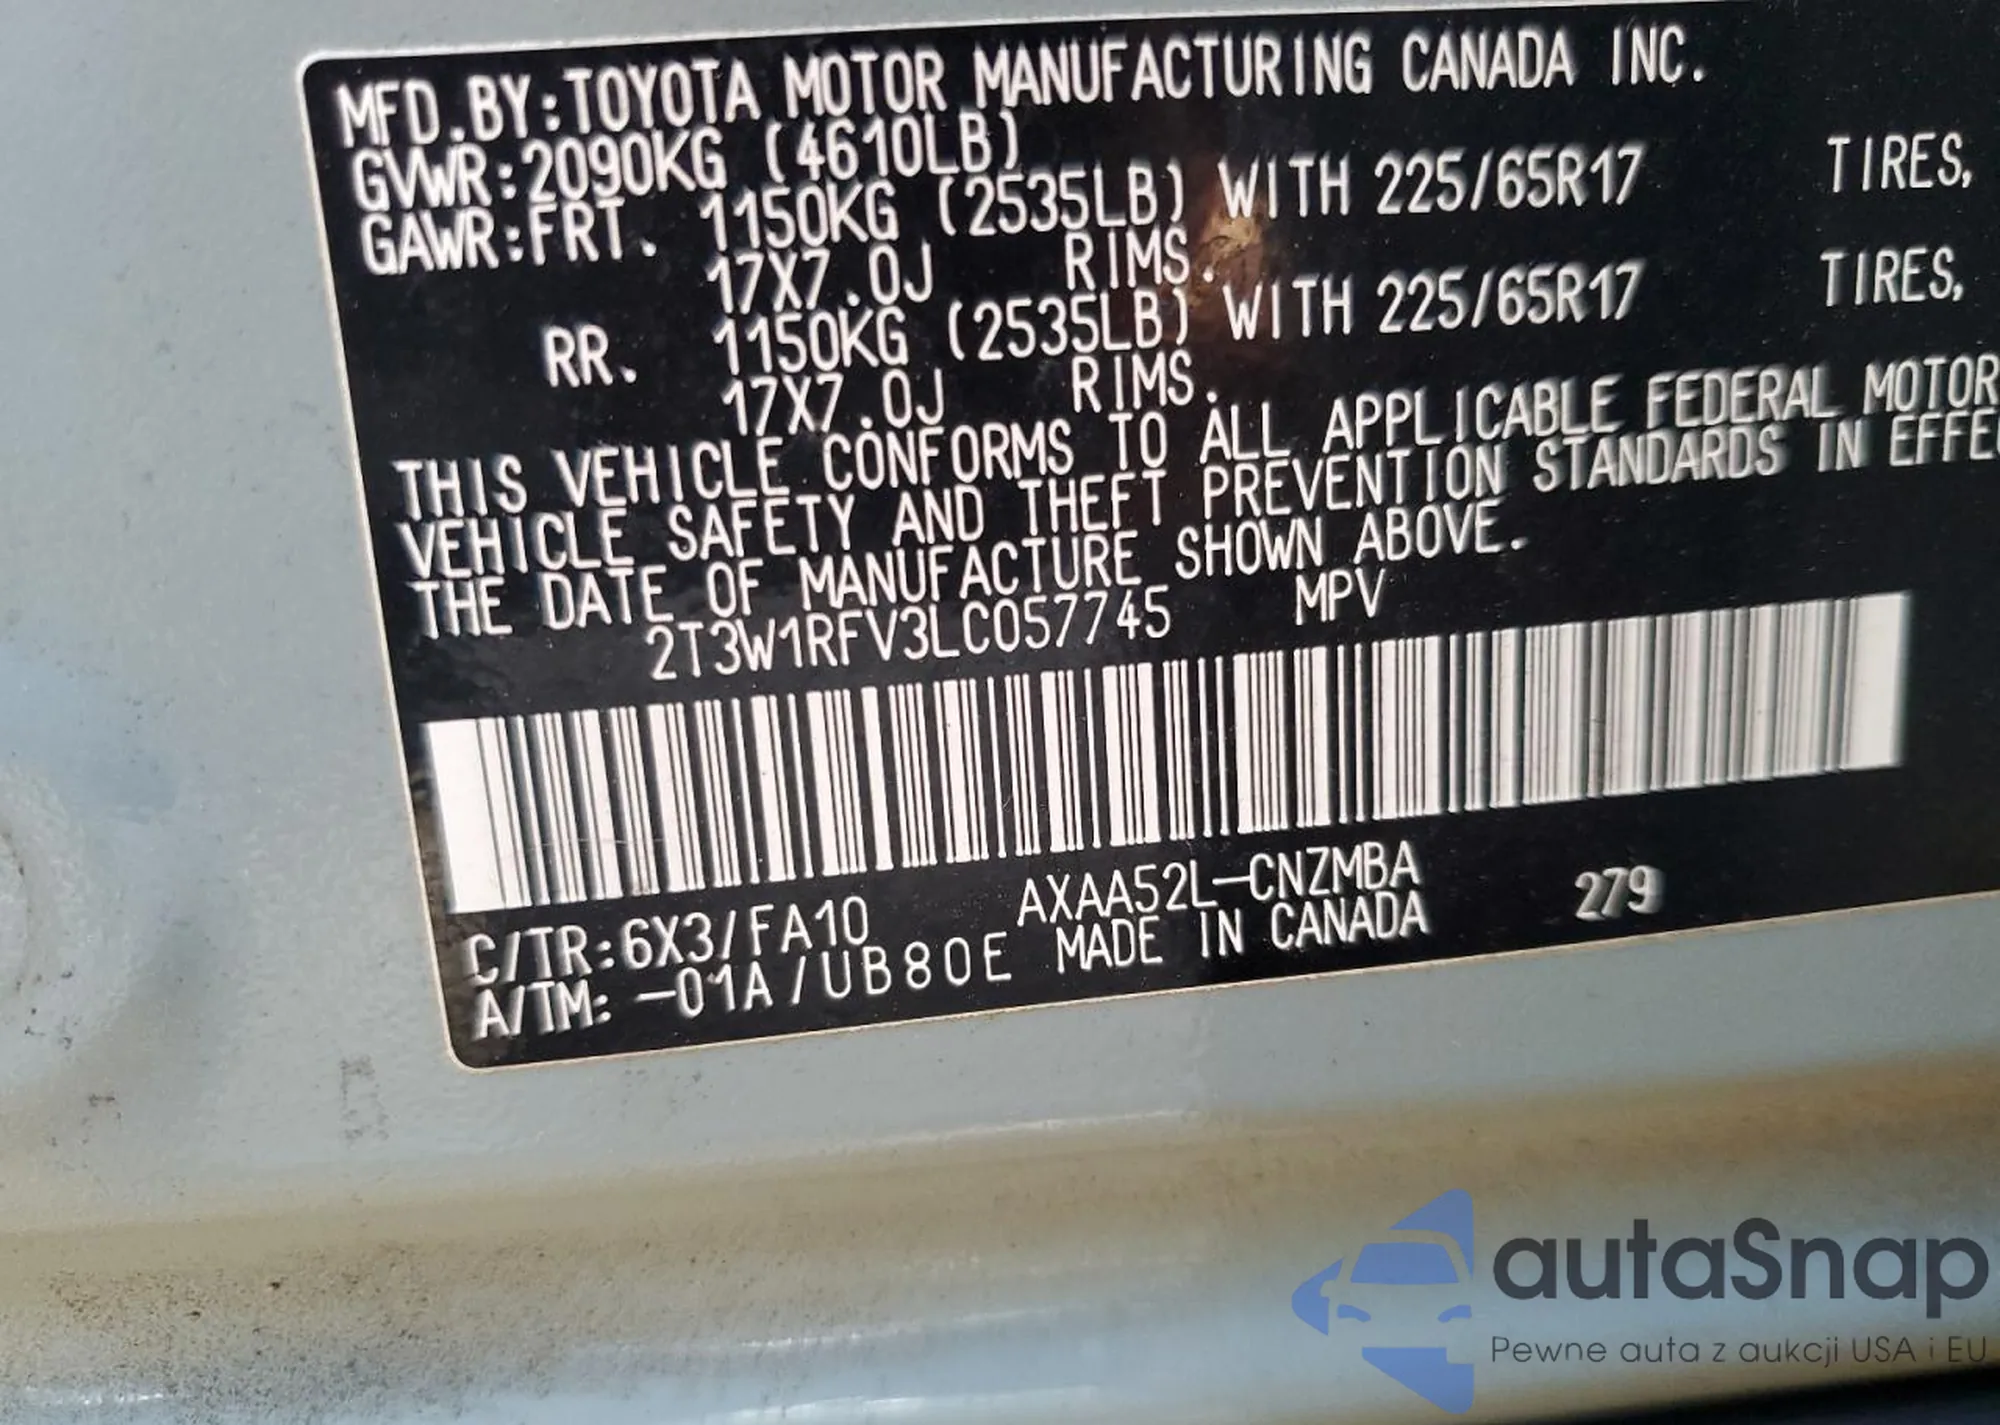 MFD.BY:TOYOTA MOTOR MANUFACTURING CANADA INC.
GVWR:2090KG (4610LB)
GAWR:FRT. 1150KG (2535LB) WITH 225/65R17 TIRES,
17X7.0J RIMS.
RR. 1150KG (2535LB) WITH 225/65R17 TIRES,
17X7.0J RIMS.
THIS VEHICLE CONFORMS TO ALL APPLICABLE FEDERAL MOTOR
VEHICLE SAFETY AND THEFT PREVENTION STANDARDS IN EFFE
THE DATE OF MANUFACTURE SHOWN ABOVE.
2T3W1RFV3LC057745 MPV
C/TR:6X3/FA10 AXAA52L-CNZMBA 279
A/TM:-01A/UB80E MADE IN CANADA
autaSnap
Pewne auta z aukcji USA i EU